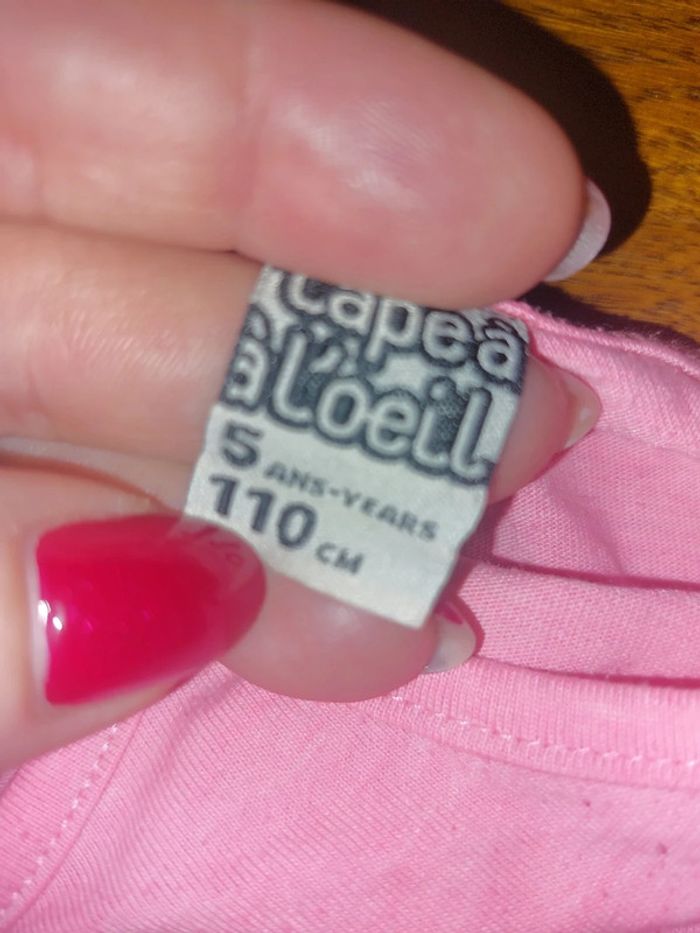 capeà
à l'oeil
5 ANS-YEARS
110 CM